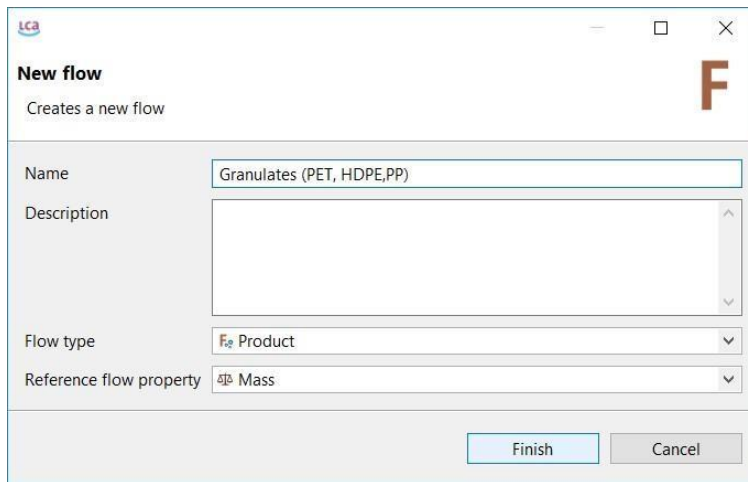 LCA
New flow
Creates a new flow
F
Name Granulates (PET, HDPE,PP)
Description
Flow type Product
Reference flow property Mass
Finish Cancel